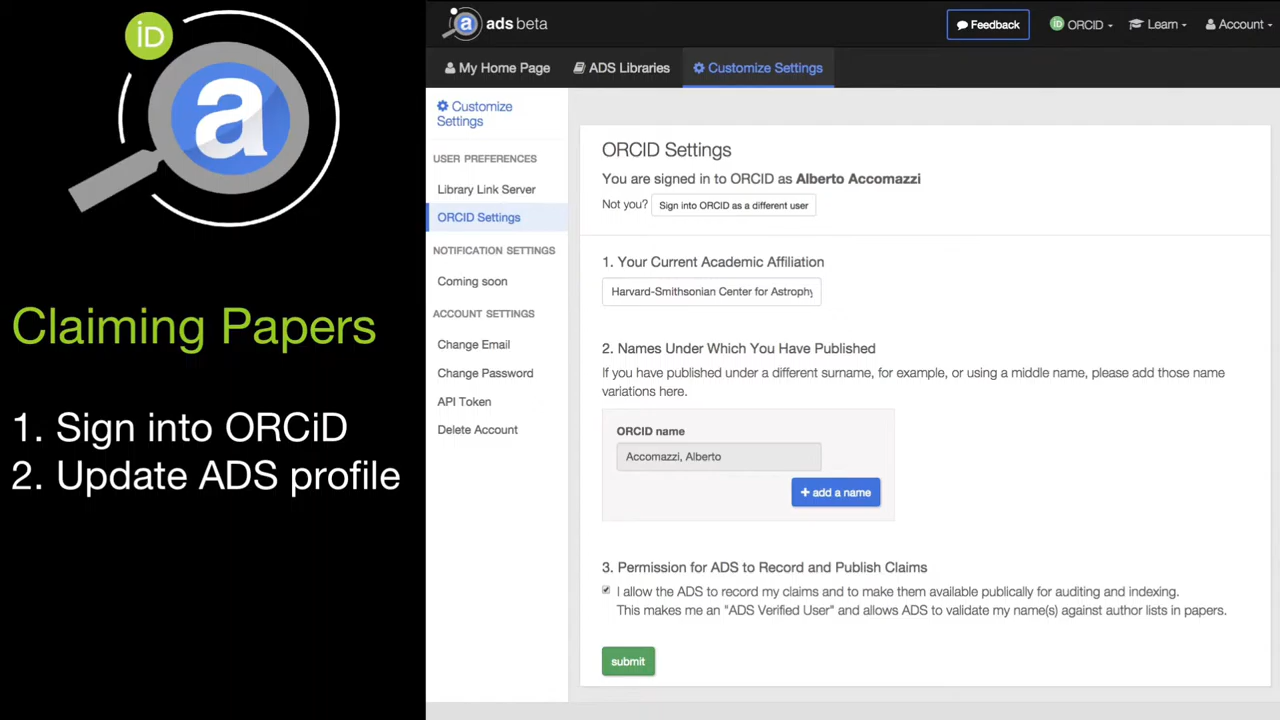 iD
a
Claiming Papers
1. Sign into ORCiD
2. Update ADS profile
a ads beta
Feedback
iD ORCID
Learn
Account
My Home Page
ADS Libraries
Customize Settings
Customize
Settings
USER PREFERENCES
Library Link Server
ORCID Settings
NOTIFICATION SETTINGS
Coming soon
ACCOUNT SETTINGS
Change Email
Change Password
API Token
Delete Account
ORCID Settings
You are signed in to ORCID as Alberto Accomazzi
Not you? Sign into ORCID as a different user
1. Your Current Academic Affiliation
Harvard-Smithsonian Center for Astrophy
2. Names Under Which You Have Published
If you have published under a different surname, for example, or using a middle name, please add those name
variations here.
ORCID name
Accomazzi, Alberto
+ add a name
3. Permission for ADS to Record and Publish Claims
I allow the ADS to record my claims and to make them available publically for auditing and indexing.
This makes me an "ADS Verified User" and allows ADS to validate my name(s) against author lists in papers.
submit